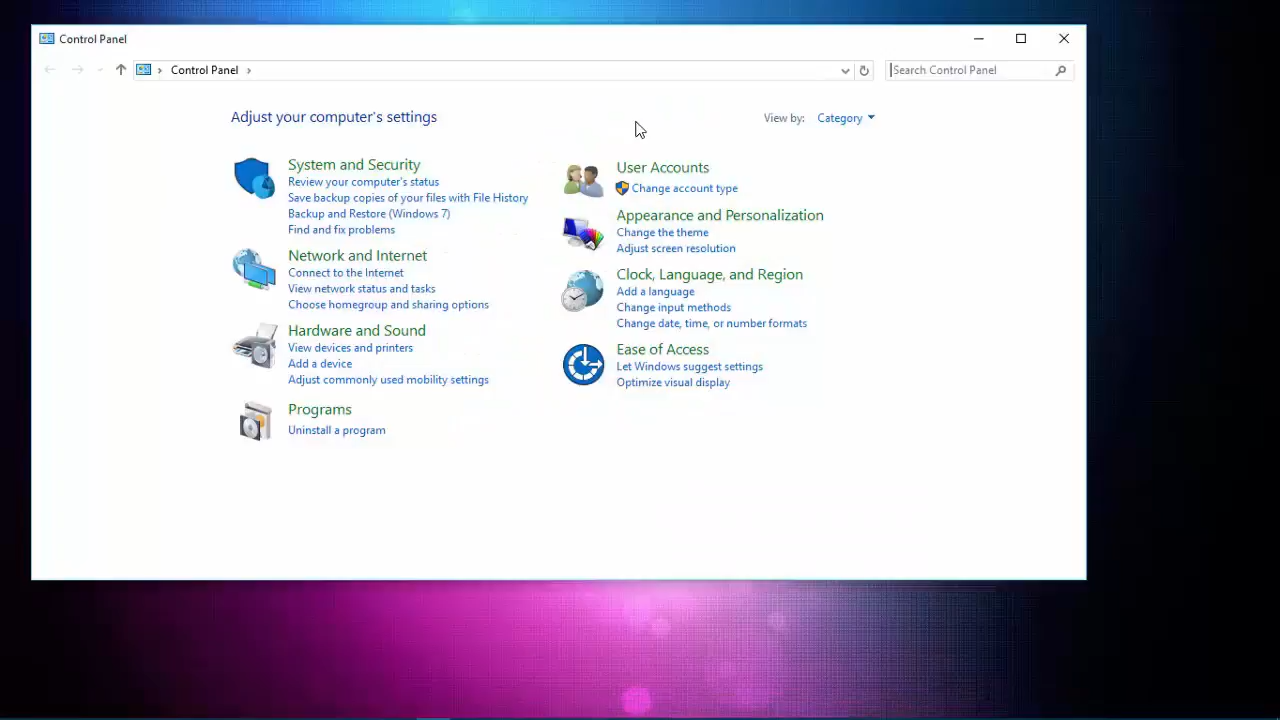 Control Panel
Control Panel
Search Control Panel
Adjust your computer's settings
View by: Category
System and Security
Review your computer's status
Save backup copies of your files with File History
Backup and Restore (Windows 7)
Find and fix problems
Network and Internet
Connect to the Internet
View network status and tasks
Choose homegroup and sharing options
Hardware and Sound
View devices and printers
Add a device
Adjust commonly used mobility settings
Programs
Uninstall a program
User Accounts
Change account type
Appearance and Personalization
Change the theme
Adjust screen resolution
Clock, Language, and Region
Add a language
Change input methods
Change date, time, or number formats
Ease of Access
Let Windows suggest settings
Optimize visual display